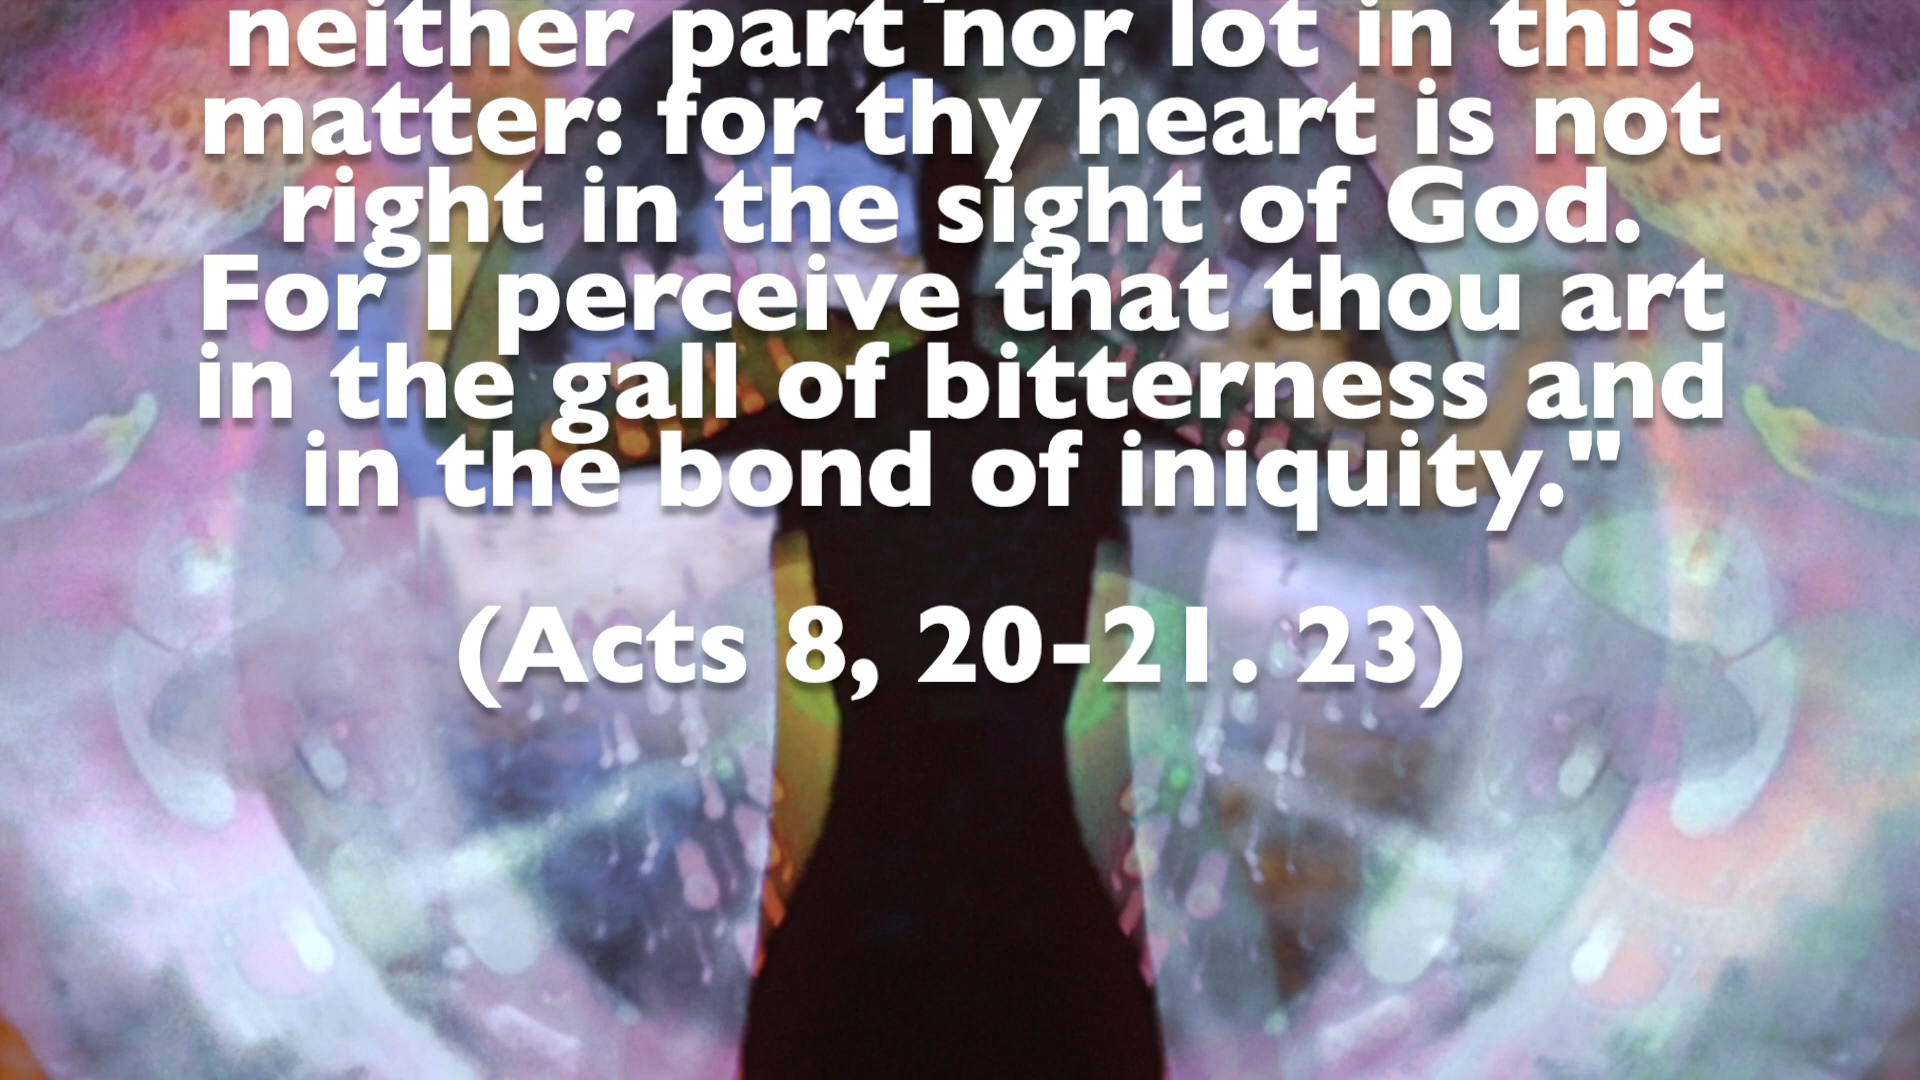 neither part nor lot in this
matter: for thy heart is not
right in the sight of God.
For I perceive that thou art
in the gall of bitterness and
in the bond of iniquity."
(Acts 8, 20-21. 23)